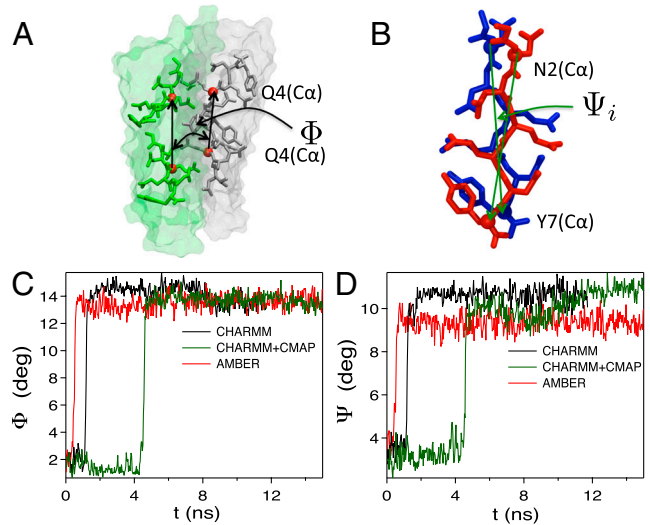 A
Q4(Cα)
Φ
Q4(Cα)
B
N2(Cα)
Ψi
Y7(Cα)
C
14
12
10
8
6
4
2
Φ (deg)
CHARMM
CHARMM+CMAP
AMBER
0 4 8 12
t (ns)
D
10
8
6
4
Ψ (deg)
CHARMM
CHARMM+CMAP
AMBER
0 4 8 12
t (ns)